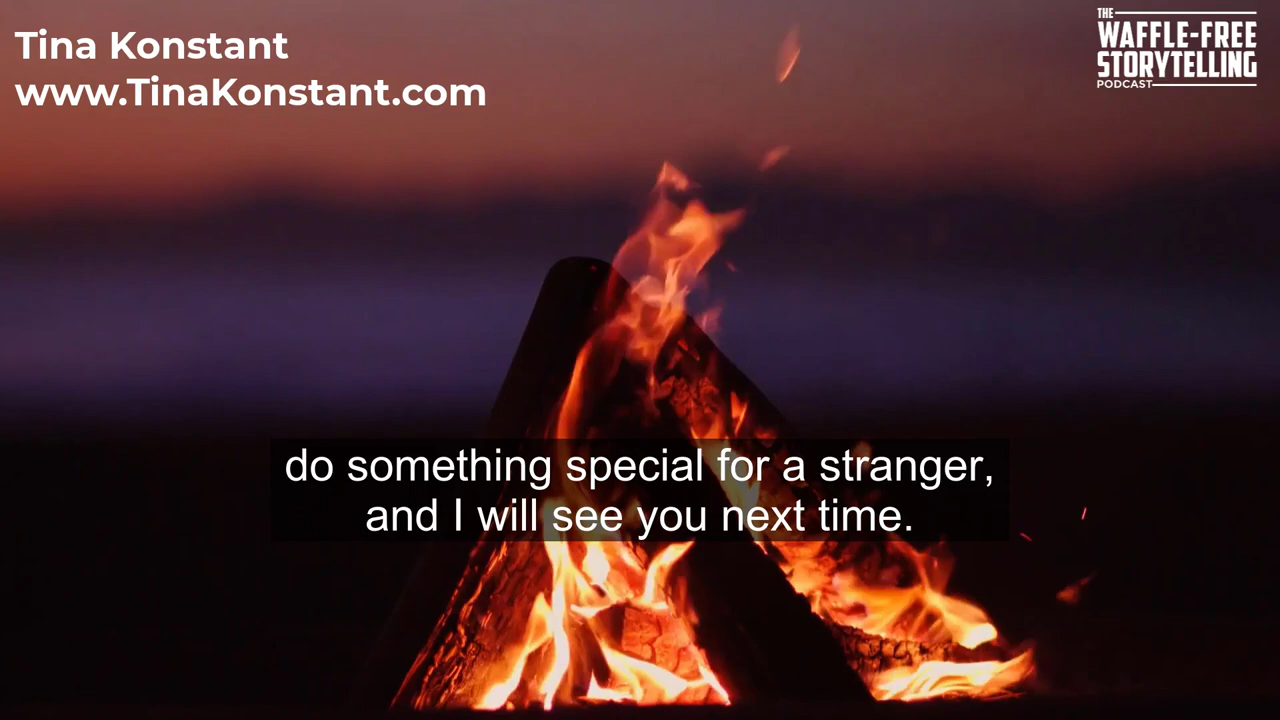 Tina Konstant
www.TinaKonstant.com
THE
WAFFLE-FREE
STORYTELLING
PODCAST
do something special for a stranger,
and I will see you next time.